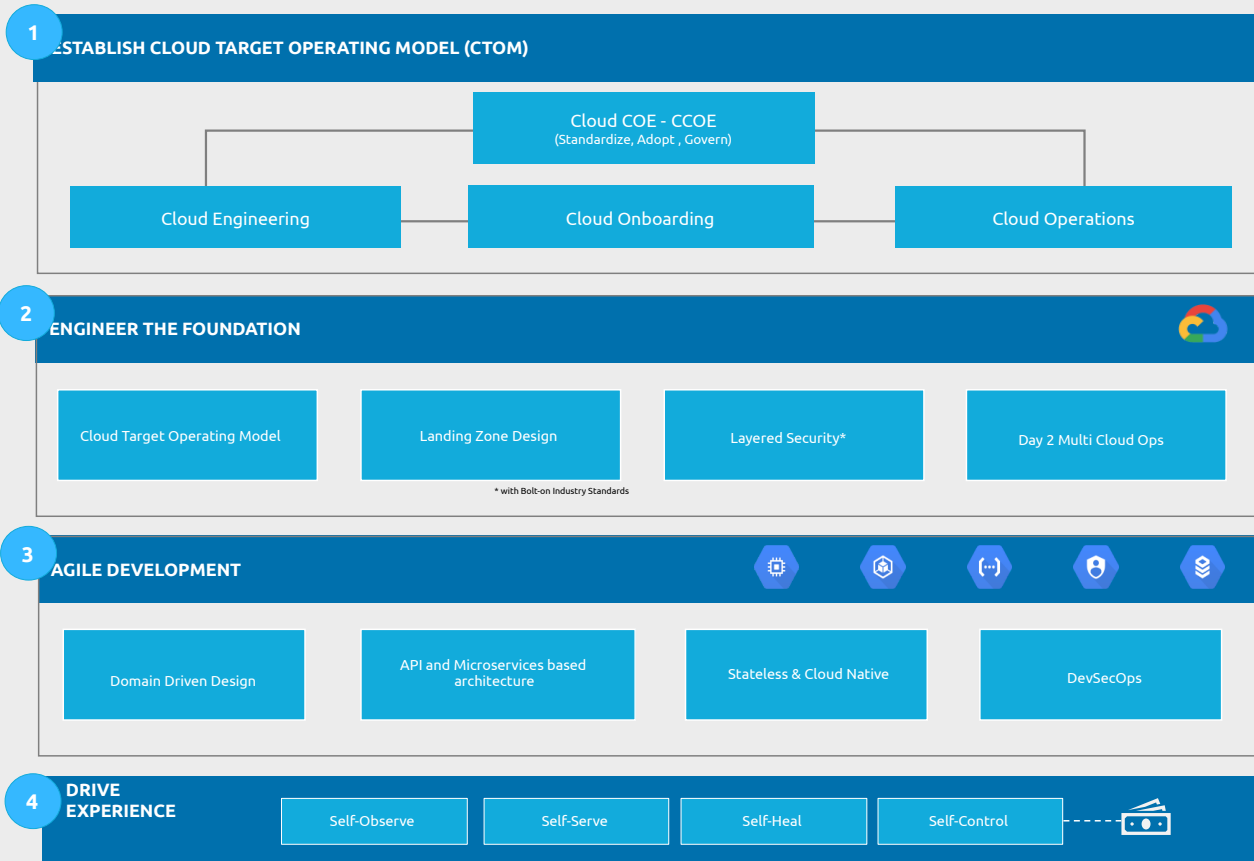 1
ESTABLISH CLOUD TARGET OPERATING MODEL (CTOM)
Cloud COE - CCOE
(Standardize, Adopt , Govern)
Cloud Engineering
Cloud Onboarding
Cloud Operations
2
ENGINEER THE FOUNDATION
Cloud Target Operating Model
Landing Zone Design
Layered Security*
Day 2 Multi Cloud Ops
* with Bolt-on Industry Standards
3
AGILE DEVELOPMENT
Domain Driven Design
API and Microservices based
architecture
Stateless & Cloud Native
DevSecOps
4
DRIVE
EXPERIENCE
Self-Observe
Self-Serve
Self-Heal
Self-Control